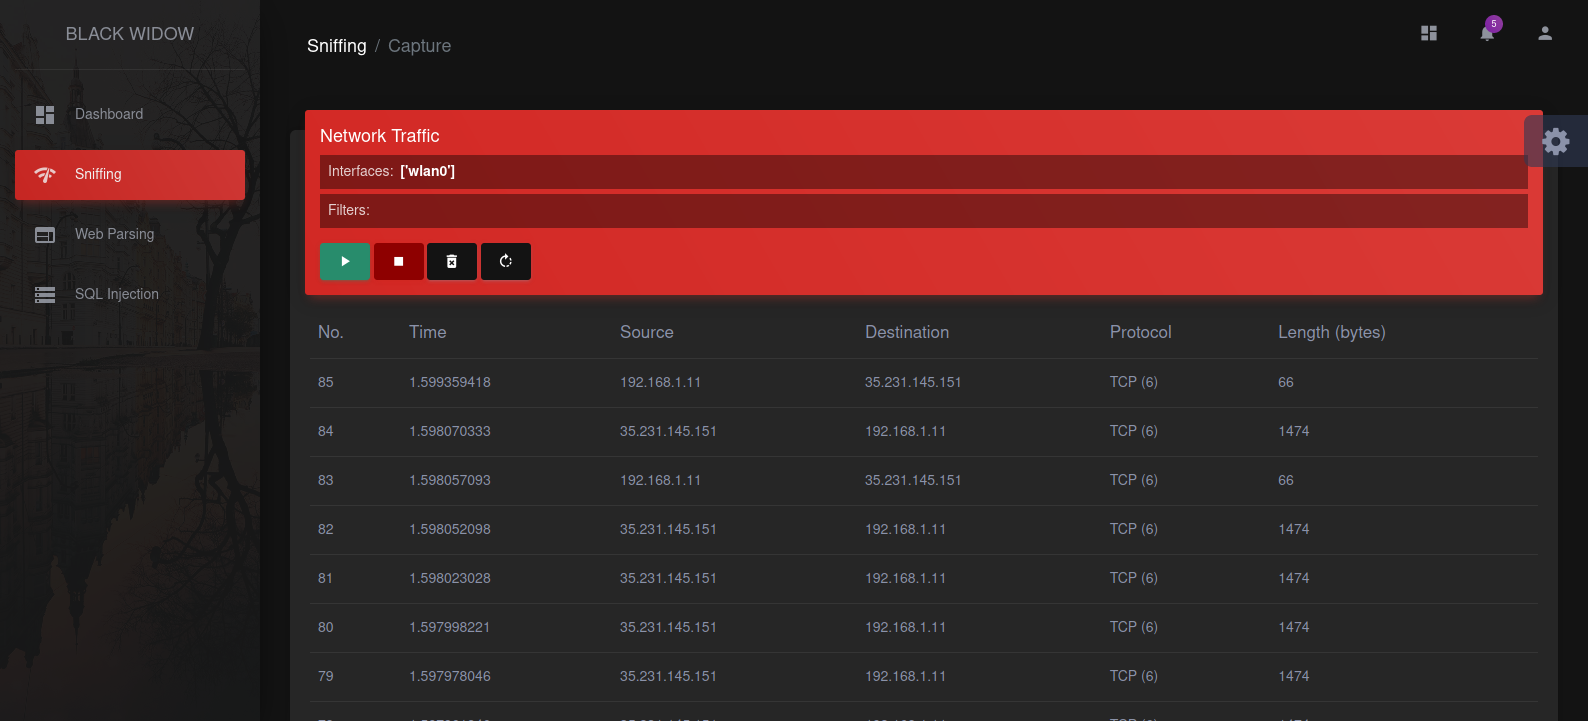 BLACK WIDOW
Dashboard
Sniffing
Web Parsing
SQL Injection
Sniffing / Capture
5
Network Traffic
Interfaces: ['wlan0']
Filters:
No. Time Source Destination Protocol Length (bytes)
85 1.599359418 192.168.1.11 35.231.145.151 TCP (6) 66
84 1.598070333 35.231.145.151 192.168.1.11 TCP (6) 1474
83 1.598057093 192.168.1.11 35.231.145.151 TCP (6) 66
82 1.598052098 35.231.145.151 192.168.1.11 TCP (6) 1474
81 1.598023028 35.231.145.151 192.168.1.11 TCP (6) 1474
80 1.597998221 35.231.145.151 192.168.1.11 TCP (6) 1474
79 1.597978046 35.231.145.151 192.168.1.11 TCP (6) 1474